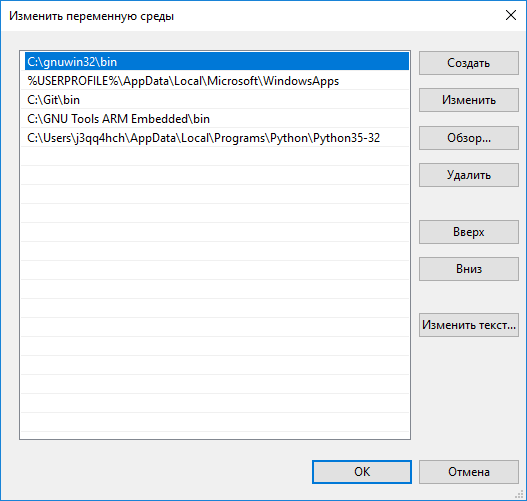 Изменить переменную среды
C:\gnuwin32\bin
%USERPROFILE%\AppData\Local\Microsoft\WindowsApps
C:\Git\bin
C:\GNU Tools ARM Embedded\bin
C:\Users\j3qq4hch\AppData\Local\Programs\Python\Python35-32
Создать
Изменить
Обзор...
Удалить
Вверх
Вниз
Изменить текст...
ОК
Отмена